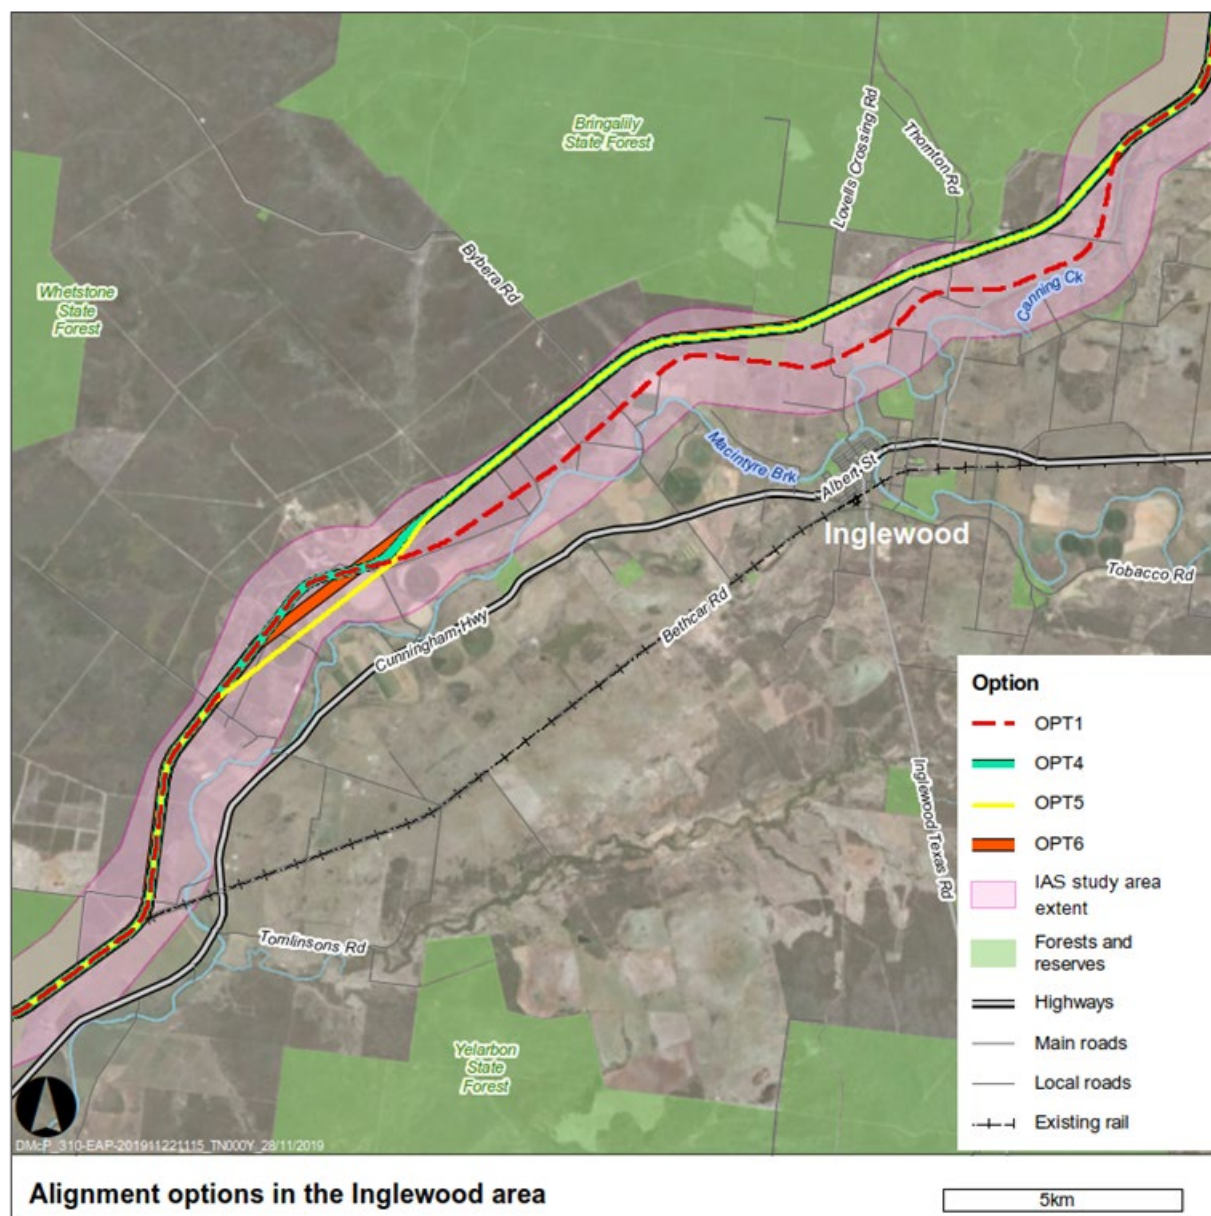 Bringalily
State Forest
Lovells Crossing Rd
Thornton Rd
Bybera Rd
Whetstone
State
Forest
Canning Ck
Macintyre Brk
Albert St
Inglewood
Tobacco Rd
Cunningham Hwy
Bethcar Rd
Inglewood Texas Rd
Tomlinsons Rd
Yelarbon
State
Forest
Option
OPT1
OPT4
OPT5
OPT6
IAS study area
extent
Forests and
reserves
Highways
Main roads
Local roads
Existing rail
DMcP_310-EAP-201911221115_TN000Y_28/11/2019
Alignment options in the Inglewood area
5km